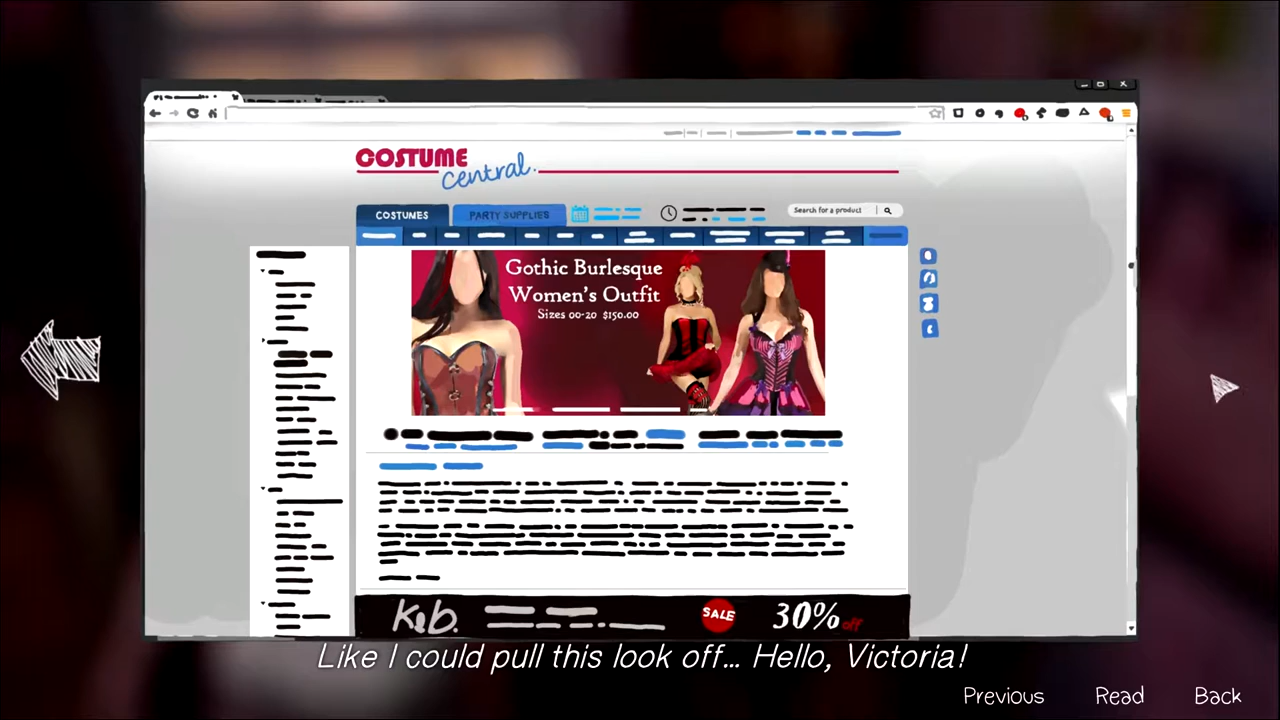 COSTUME
central.
COSTUMES
PARTY SUPPLIES
Search for a product
Gothic Burlesque
Women's Outfit
Sizes 00-20 $150.00
K&b.
SALE
30% off
Like I could pull this look off... Hello, Victoria!
Previous
Read
Back